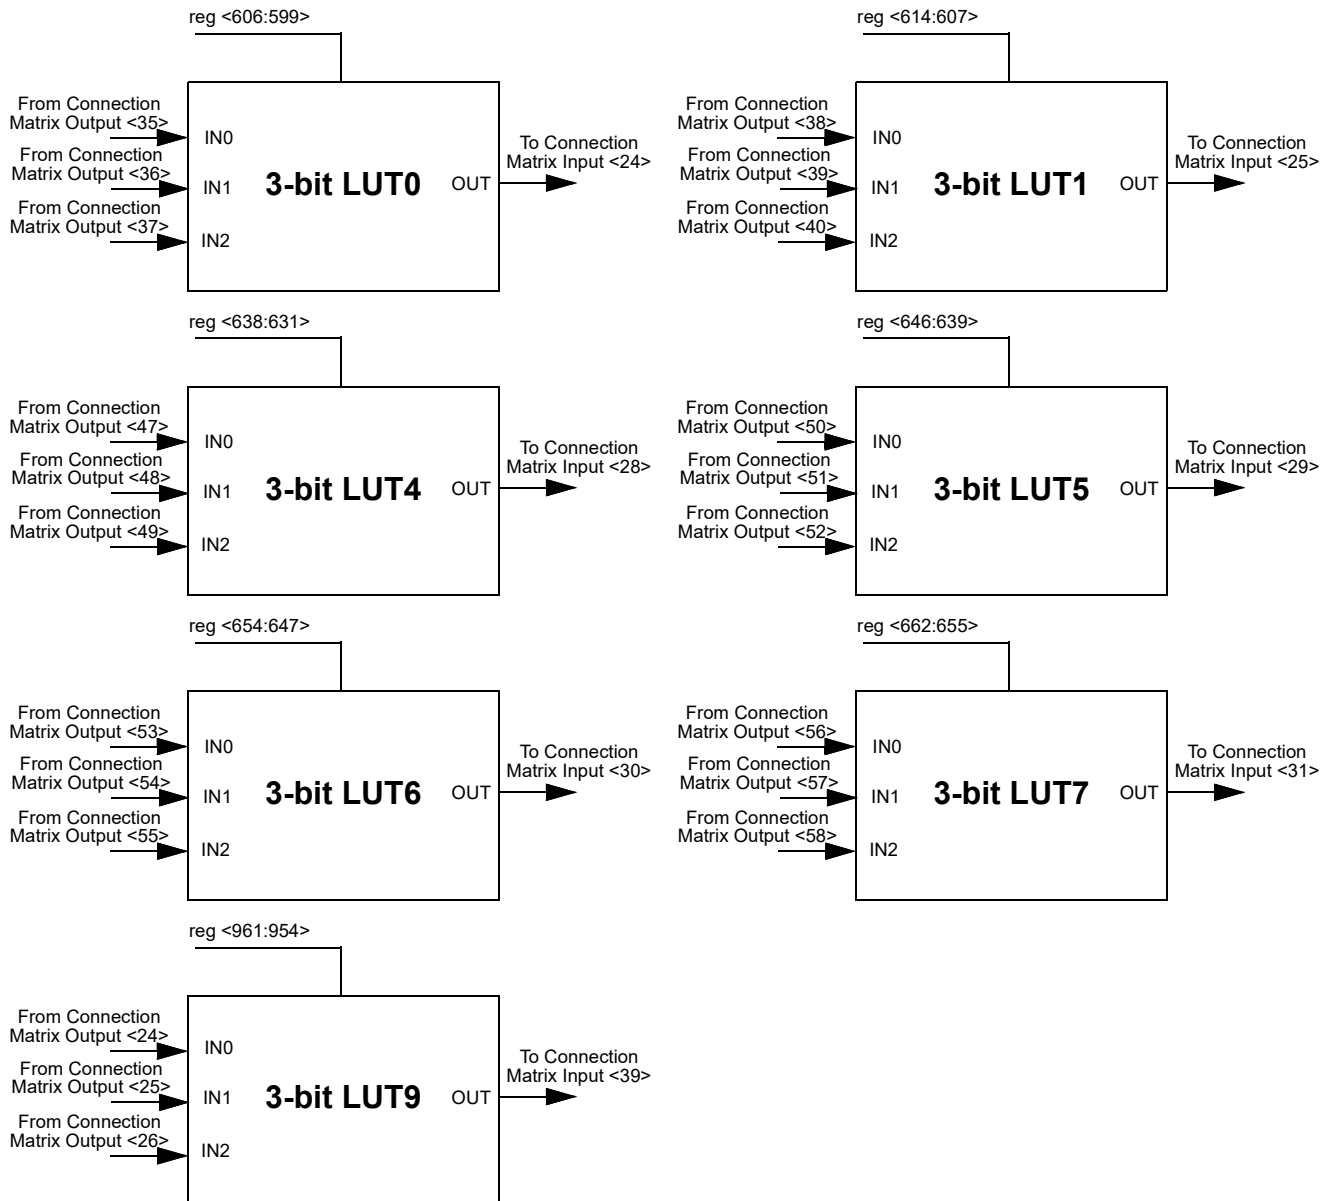 reg <606:599>
From Connection
Matrix Output <35>
IN0
From Connection
Matrix Output <36>
IN1
From Connection
Matrix Output <37>
IN2
3-bit LUT0
OUT
To Connection
Matrix Input <24>
reg <614:607>
From Connection
Matrix Output <38>
IN0
From Connection
Matrix Output <39>
IN1
From Connection
Matrix Output <40>
IN2
3-bit LUT1
OUT
To Connection
Matrix Input <25>
reg <638:631>
From Connection
Matrix Output <47>
IN0
From Connection
Matrix Output <48>
IN1
From Connection
Matrix Output <49>
IN2
3-bit LUT4
OUT
To Connection
Matrix Input <28>
reg <646:639>
From Connection
Matrix Output <50>
IN0
From Connection
Matrix Output <51>
IN1
From Connection
Matrix Output <52>
IN2
3-bit LUT5
OUT
To Connection
Matrix Input <29>
reg <654:647>
From Connection
Matrix Output <53>
IN0
From Connection
Matrix Output <54>
IN1
From Connection
Matrix Output <55>
IN2
3-bit LUT6
OUT
To Connection
Matrix Input <30>
reg <662:655>
From Connection
Matrix Output <56>
IN0
From Connection
Matrix Output <57>
IN1
From Connection
Matrix Output <58>
IN2
3-bit LUT7
OUT
To Connection
Matrix Input <31>
reg <961:954>
From Connection
Matrix Output <24>
IN0
From Connection
Matrix Output <25>
IN1
From Connection
Matrix Output <26>
IN2
3-bit LUT9
OUT
To Connection
Matrix Input <39>